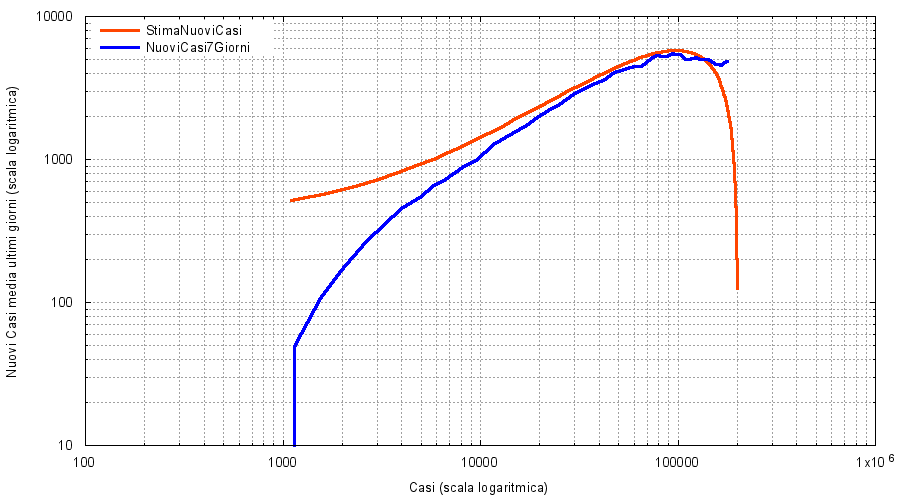 10000
StimaNuoviCasi
NuoviCasi7Giorni
1000
100
10
Nuovi Casi media ultimi giorni (scala logaritmica)
100 1000 10000 100000 1x10⁶
Casi (scala logaritmica)